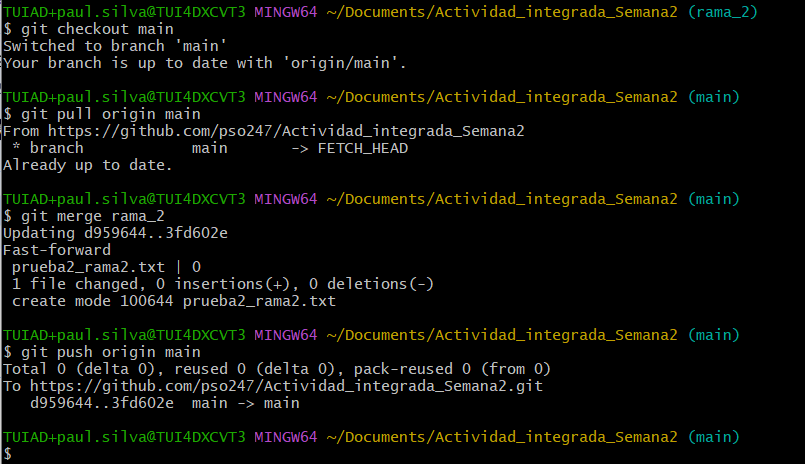 TUIAD+paul.silva@TUI4DXCVT3 MINGW64 ~/Documents/Actividad_integrada_Semana2 (rama_2)
$ git checkout main
Switched to branch 'main'
Your branch is up to date with 'origin/main'.

TUIAD+paul.silva@TUI4DXCVT3 MINGW64 ~/Documents/Actividad_integrada_Semana2 (main)
$ git pull origin main
From https://github.com/pso247/Actividad_integrada_Semana2
 * branch            main       -> FETCH_HEAD
Already up to date.

TUIAD+paul.silva@TUI4DXCVT3 MINGW64 ~/Documents/Actividad_integrada_Semana2 (main)
$ git merge rama_2
Updating d959644..3fd602e
Fast-forward
 prueba2_rama2.txt | 0
 1 file changed, 0 insertions(+), 0 deletions(-)
 create mode 100644 prueba2_rama2.txt

TUIAD+paul.silva@TUI4DXCVT3 MINGW64 ~/Documents/Actividad_integrada_Semana2 (main)
$ git push origin main
Total 0 (delta 0), reused 0 (delta 0), pack-reused 0 (from 0)
To https://github.com/pso247/Actividad_integrada_Semana2.git
   d959644..3fd602e  main -> main

TUIAD+paul.silva@TUI4DXCVT3 MINGW64 ~/Documents/Actividad_integrada_Semana2 (main)
$